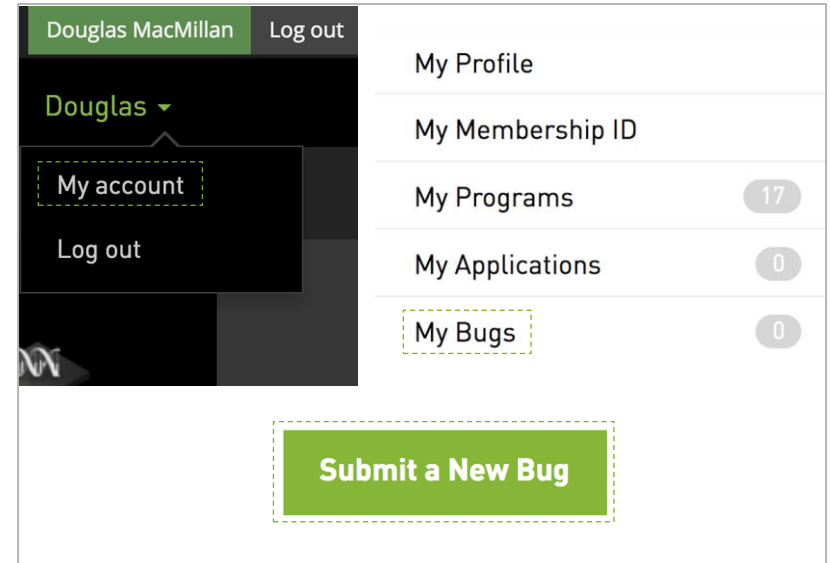 Douglas MacMillan Log out
Douglas
My account
Log out
My Profile
My Membership ID
My Programs 17
My Applications 0
My Bugs 0
Submit a New Bug